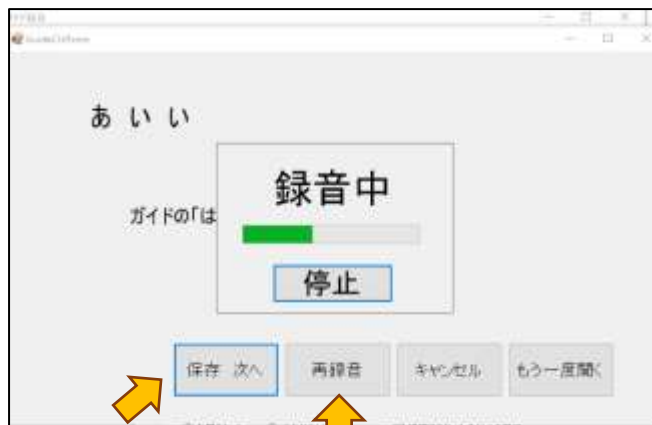 あ い い
録音中
ガイドの「は
停止
保存 次へ
再録音
キャンセル
もう一度聞く